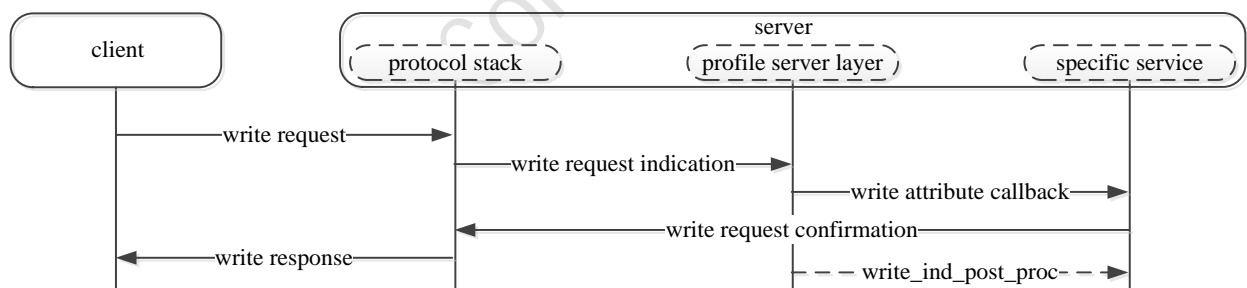 server
client
protocol stack
profile server layer
specific service
write request
write request indication
write attribute callback
write request confirmation
write response
write_ind_post_proc